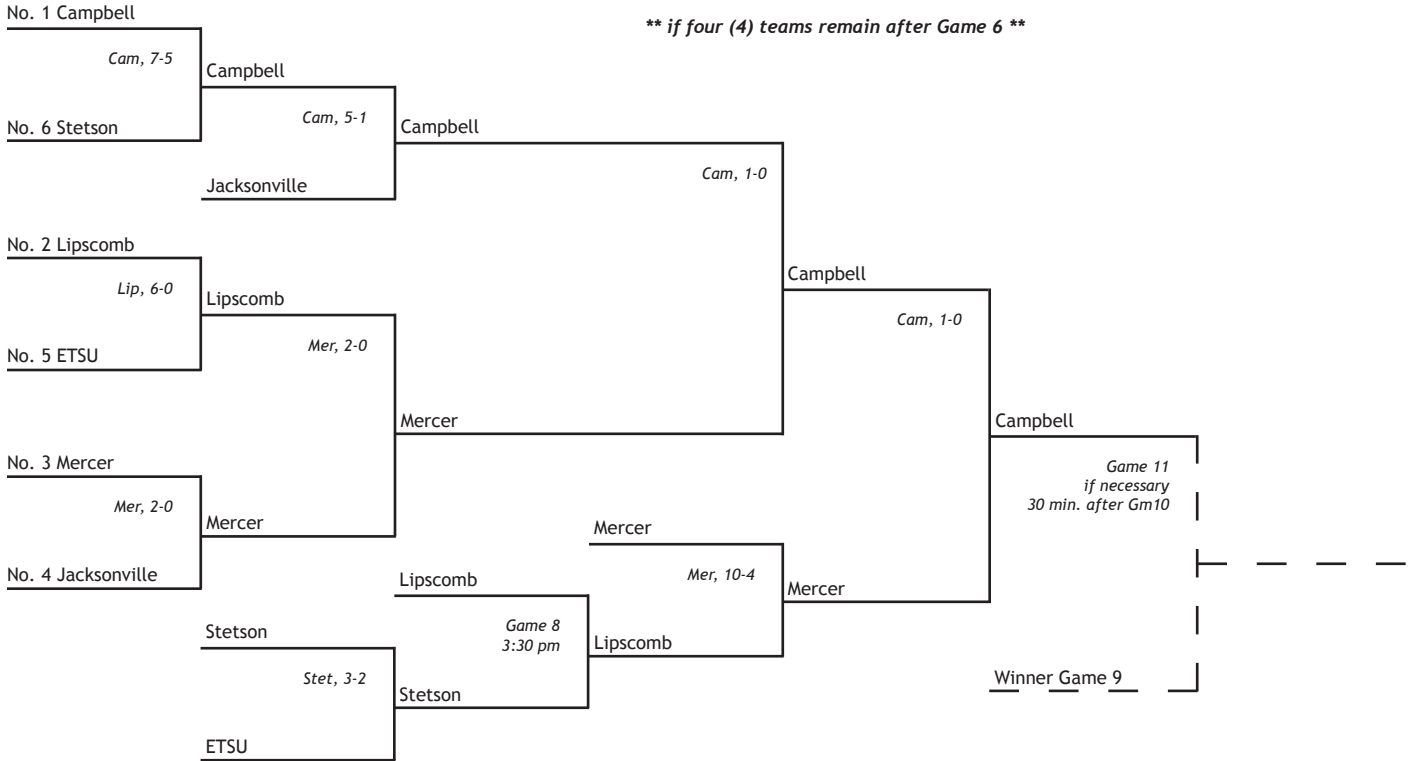 No. 1 Campbell
** if four (4) teams remain after Game 6 **
Cam, 7-5
Campbell
No. 6 Stetson
Cam, 5-1
Campbell
Jacksonville
Cam, 1-0
No. 2 Lipscomb
Lip, 6-0
Lipscomb
No. 5 ETSU
Mer, 2-0
Campbell
Cam, 1-0
Mercer
Campbell
No. 3 Mercer
Mer, 2-0
Mercer
No. 4 Jacksonville
Game 11
if necessary
30 min. after Gm10
Mercer
Mer, 10-4
Mercer
Lipscomb
Game 8
3:30 pm
Lipscomb
Stetson
Stet, 3-2
Stetson
ETSU
Winner Game 9